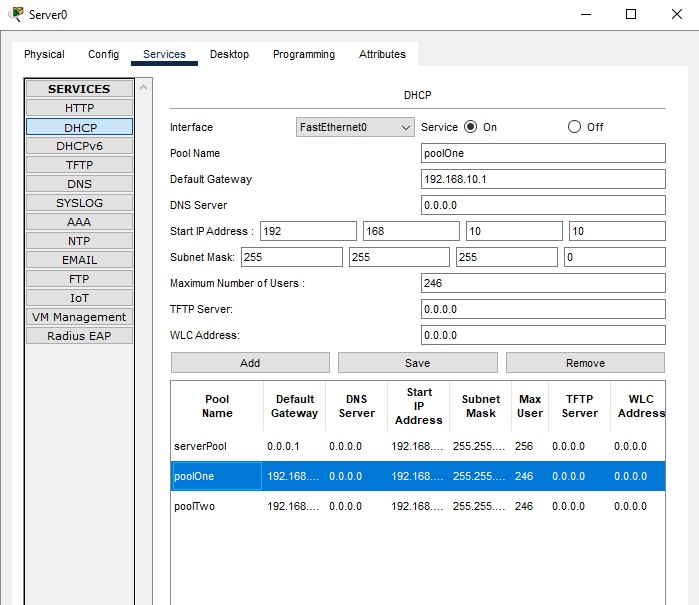 Server0
Physical Config Services Desktop Programming Attributes
SERVICES
HTTP
DHCP
DHCPv6
TFTP
DNS
SYSLOG
AAA
NTP
EMAIL
FTP
IoT
VM Management
Radius EAP
DHCP
Interface FastEthernet0 Service On Off
Pool Name poolOne
Default Gateway 192.168.10.1
DNS Server 0.0.0.0
Start IP Address : 192 168 10 10
Subnet Mask: 255 255 255 0
Maximum Number of Users : 246
TFTP Server: 0.0.0.0
WLC Address: 0.0.0.0
Add Save Remove
Pool Name Default Gateway DNS Server Start IP Address Subnet Mask Max User TFTP Server WLC Address
serverPool 0.0.0.1 0.0.0.0 192.168.... 255.255.... 256 0.0.0.0 0.0.0.0
poolOne 192.168.... 0.0.0.0 192.168.... 255.255.... 246 0.0.0.0 0.0.0.0
poolTwo 192.168.... 0.0.0.0 192.168.... 255.255.... 246 0.0.0.0 0.0.0.0